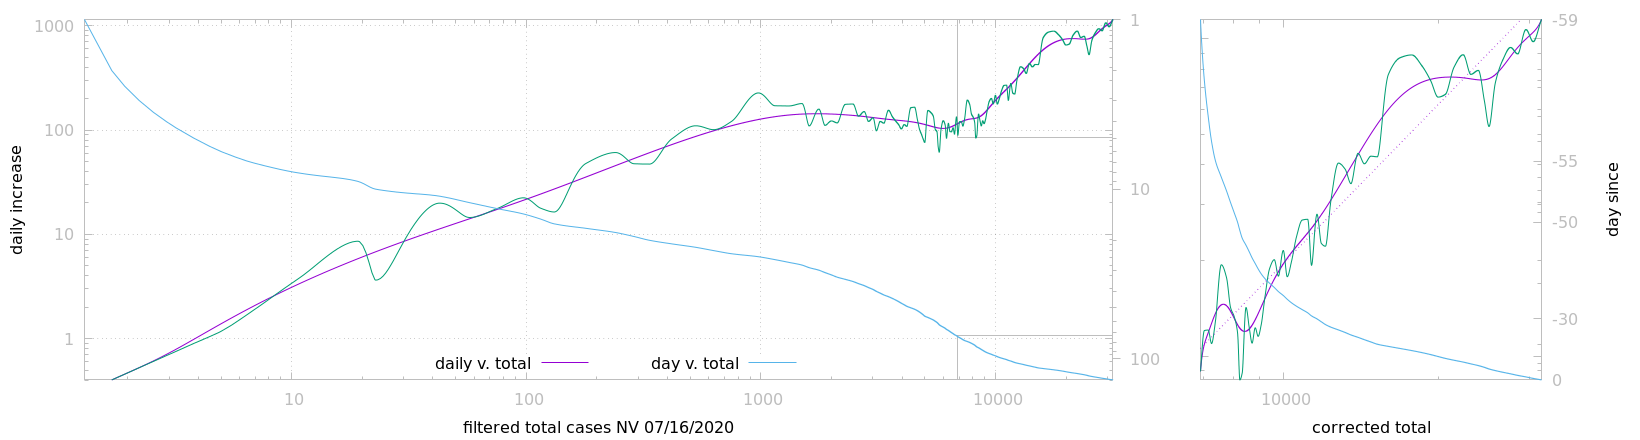 daily increase
1000
100
10
1
daily v. total
day v. total
10
100
1000
10000
filtered total cases NV 07/16/2020
1
10
100
10000
corrected total
-59
-55
-50
-30
0
day since